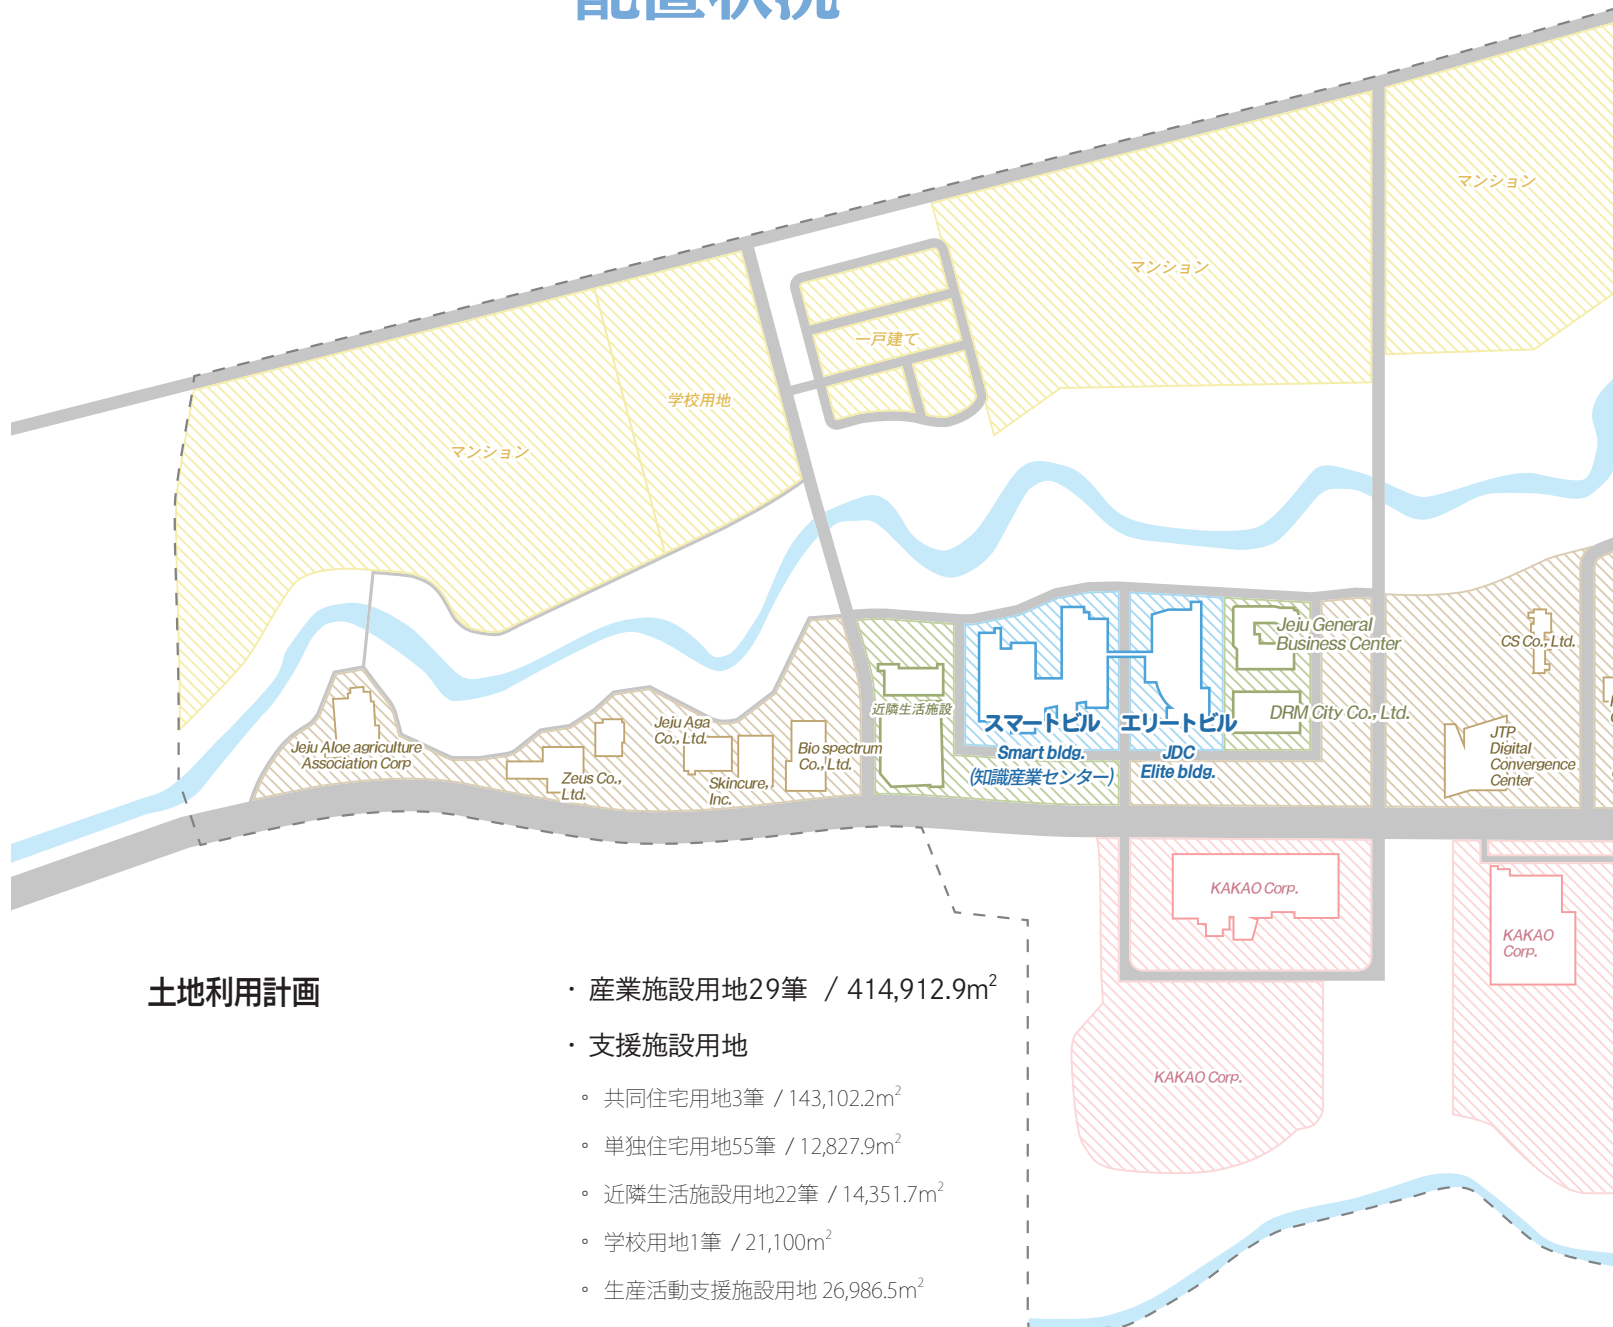 配置状況
マンション
マンション
一戸建て
学校用地
マンション
Jeju General
Business Center
CS Co., Ltd.
近隣生活施設
DRM City Co., Ltd.
スマートビル
Smart bldg.
(知識産業センター)
エリートビル
JDC
Elite bldg.
JTP
Digital
Convergence
Center
Jeju Aloe agriculture
Association Corp
Zeus Co.,
Ltd.
Jeju Aga
Co., Ltd.
Skincure,
Inc.
Bio spectrum
Co., Ltd.
KAKAO Corp.
KAKAO
Corp.
KAKAO Corp.
土地利用計画
・産業施設用地29筆 / 414,912.9m²
・支援施設用地
◦ 共同住宅用地3筆 / 143,102.2m²
◦ 単独住宅用地55筆 / 12,827.9m²
◦ 近隣生活施設用地22筆 / 14,351.7m²
◦ 学校用地1筆 / 21,100m²
◦ 生産活動支援施設用地 26,986.5m²